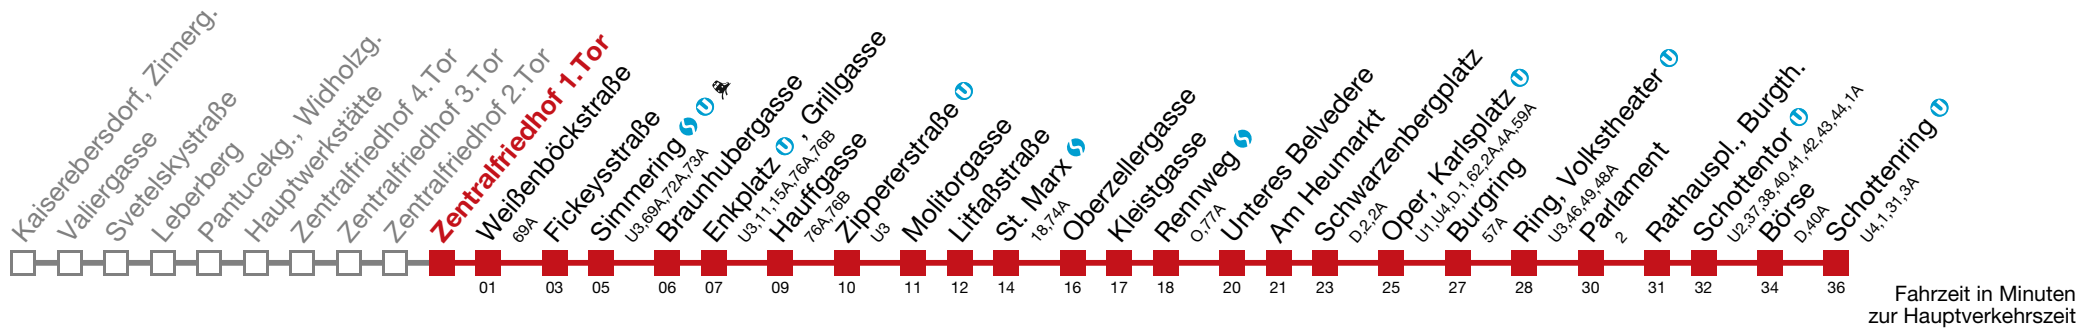 Kaiserebersdorf, Zinnerg.
Valiergasse
Svetelskystraße
Leberberg
Pantucekg., Widholzg.
Hauptwerkstätte
Zentralfriedhof 4.Tor
Zentralfriedhof 3.Tor
Zentralfriedhof 2.Tor
Zentralfriedhof 1.Tor
Weißenböckstraße
69A
01
Fickeysstraße
03
Simmering
U3,69A,72A,73A
05
Braunhubergasse
06
Enkplatz U, Grillgasse
U3,11,15A,76A,76B
07
Hauffgasse
76A,76B
09
Zippererstraße U
U3
10
Molitorgasse
11
Litfaßstraße
12
St. Marx
18,74A
14
Oberzellergasse
16
Kleistgasse
17
Rennweg
O,77A
18
Unteres Belvedere
20
Am Heumarkt
21
Schwarzenbergplatz
D,2,2A
23
Oper, Karlsplatz U
U1,U4,D,1,62,2A,4A,59A
25
Burgring
57A
27
Ring, Volkstheater U
U3,46,49,48A
28
Parlament
2
30
Rathauspl., Burgth.
31
Schottentor U
U2,37,38,40,41,42,43,44,1A
32
Börse
D,40A
34
Schottenring U
U4,1,31,3A
36
Fahrzeit in Minuten
zur Hauptverkehrszeit